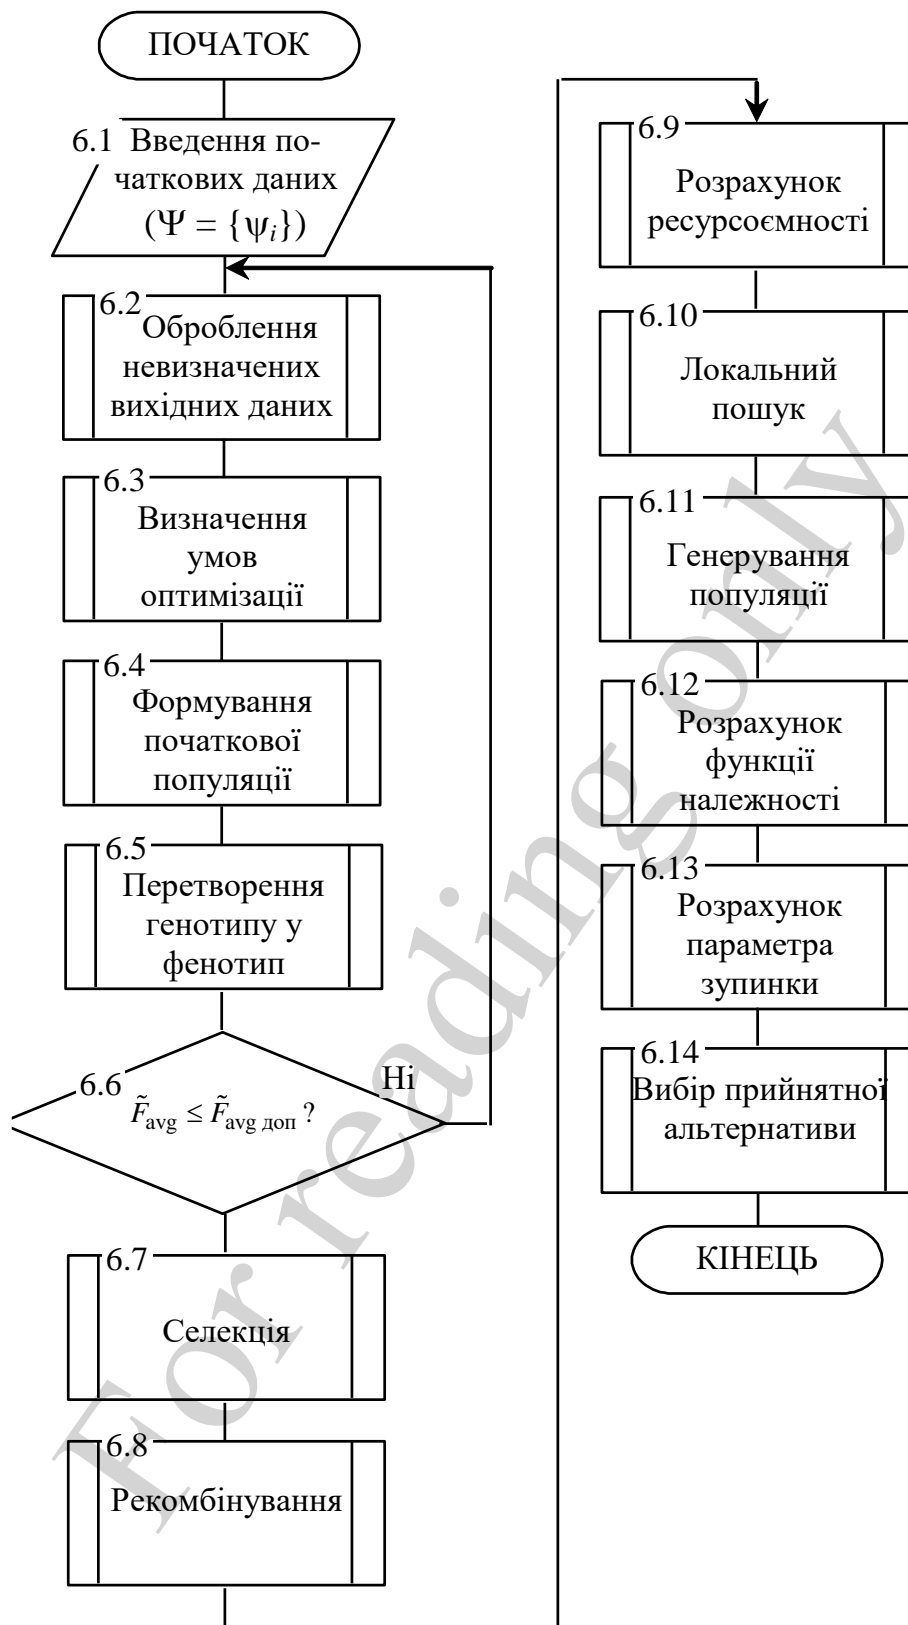 ПОЧАТОК
6.1 Введення по-
чаткових даних
(Ψ = {ψᵢ})
6.2
Оброблення
невизначених
вихідних даних
6.3
Визначення
умов
оптимізації
6.4
Формування
початкової
популяції
6.5
Перетворення
генотипу у
фенотип
6.6
Ні
F̃avg ≤ F̃avg доп ?
6.7
Селекція
6.8
Рекомбінування
6.9
Розрахунок
ресурсоємності
6.10
Локальний
пошук
6.11
Генерування
популяції
6.12
Розрахунок
функції
належності
6.13
Розрахунок
параметра
зупинки
6.14
Вибір прийнятної
альтернативи
КІНЕЦЬ
For reading only